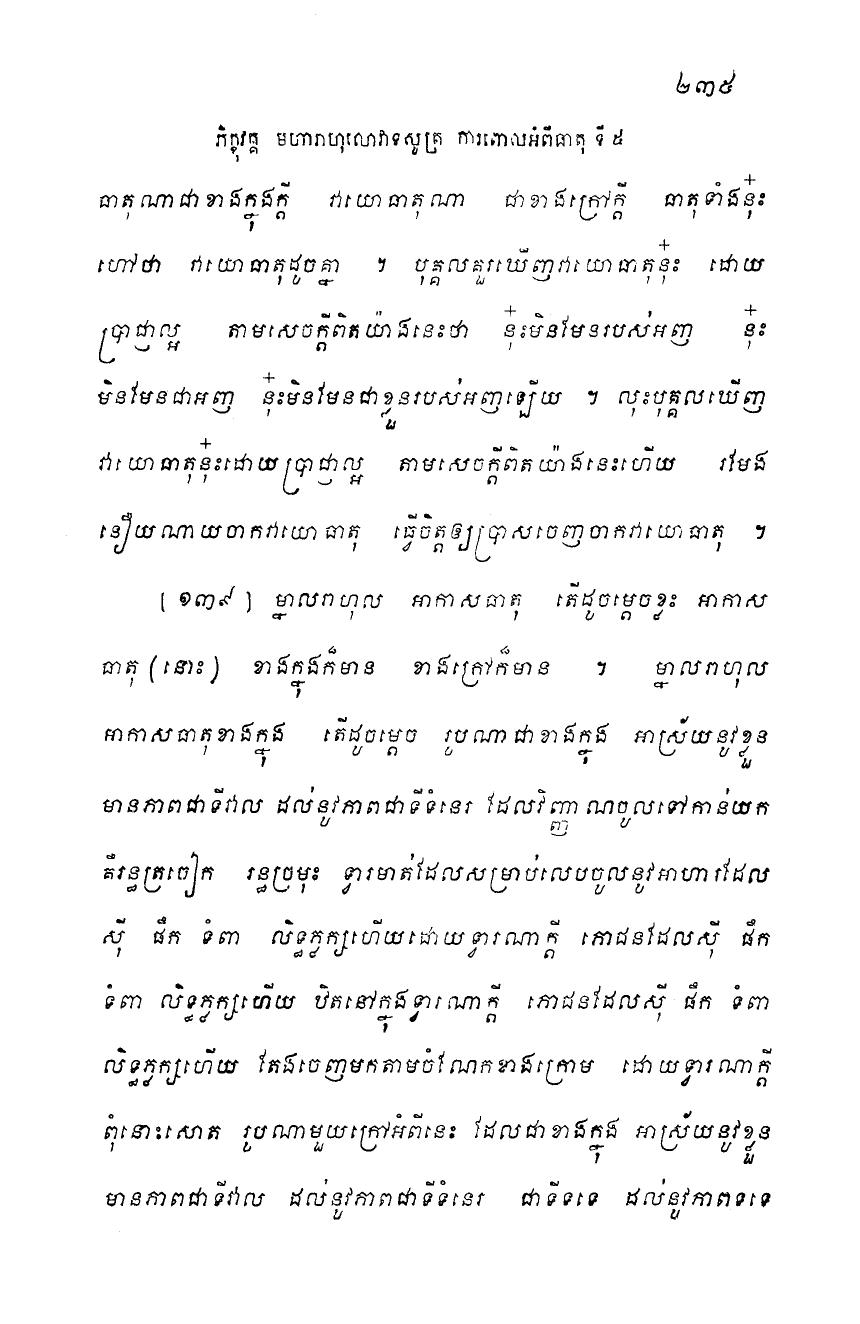 ២៣៥
ភិក្ខុវគ្គ មហារាហុលោវាទសូត្រ ការពោលអំពីធាតុ ទី ៥
ធាតុណាជាខាងក្នុងក្តី វាយោធាតុណា ជាខាងក្រៅក្តី ធាតុទាំងនុ៎ះ
ហៅថា វាយោធាតុដូចគ្នា ។ បុគ្គលគួរឃើញវាយោធាតុនុ៎ះ ដោយ
ប្រាជ្ញាល្អ តាមសេចក្តីពិតយ៉ាងនេះថា នុ៎ះមិនមែនរបស់អញ នុ៎ះ
មិនមែនជាអញ នុ៎ះមិនមែនជាខ្លួនរបស់អញឡើយ ។ លុះបុគ្គលឃើញ
វាយោធាតុនុ៎ះដោយប្រាជ្ញាល្អ តាមសេចក្តីពិតយ៉ាងនេះហើយ រមែង
នឿយណាយចាកវាយោធាតុ ធ្វើចិត្តឲ្យប្រាសចេញចាកវាយោធាតុ ។
[១៣៩] ម្នាលរាហុល អាកាសធាតុ តើដូចម្តេចខ្លះ អាកាស
ធាតុ (នោះ) ខាងក្នុងក៏មាន ខាងក្រៅក៏មាន ។ ម្នាលរាហុល
អាកាសធាតុខាងក្នុង តើដូចម្តេច រូបណាជាខាងក្នុង អាស្រ័យនូវខ្លួន
មានភាពជាទីវាល ដល់នូវភាពជាទីទំនេរ ដែលវិញ្ញាណចូលទៅកាន់យក
គឺរន្ធត្រចៀក រន្ធច្រមុះ ទ្វារមាត់ដែលសម្រាប់លេបចូលនូវអាហារដែល
ស៊ី ផឹក ទំពា លិទ្ធភ្លក្សហើយដោយទ្វារណាក្តី ភោជនដែលស៊ី ផឹក
ទំពា លិទ្ធភ្លក្សហើយ ឋិតនៅក្នុងទ្វារណាក្តី ភោជនដែលស៊ី ផឹក ទំពា
លិទ្ធភ្លក្សហើយ តែងចេញមកតាមចំណែកខាងក្រោម ដោយទ្វារណាក្តី
ពុំនោះសោត រូបណាមួយក្រៅអំពីនេះ ដែលជាខាងក្នុង អាស្រ័យនូវខ្លួន
មានភាពជាទីវាល ដល់នូវភាពជាទីទំនេរ ជាទីទទេ ដល់នូវភាពទទេ